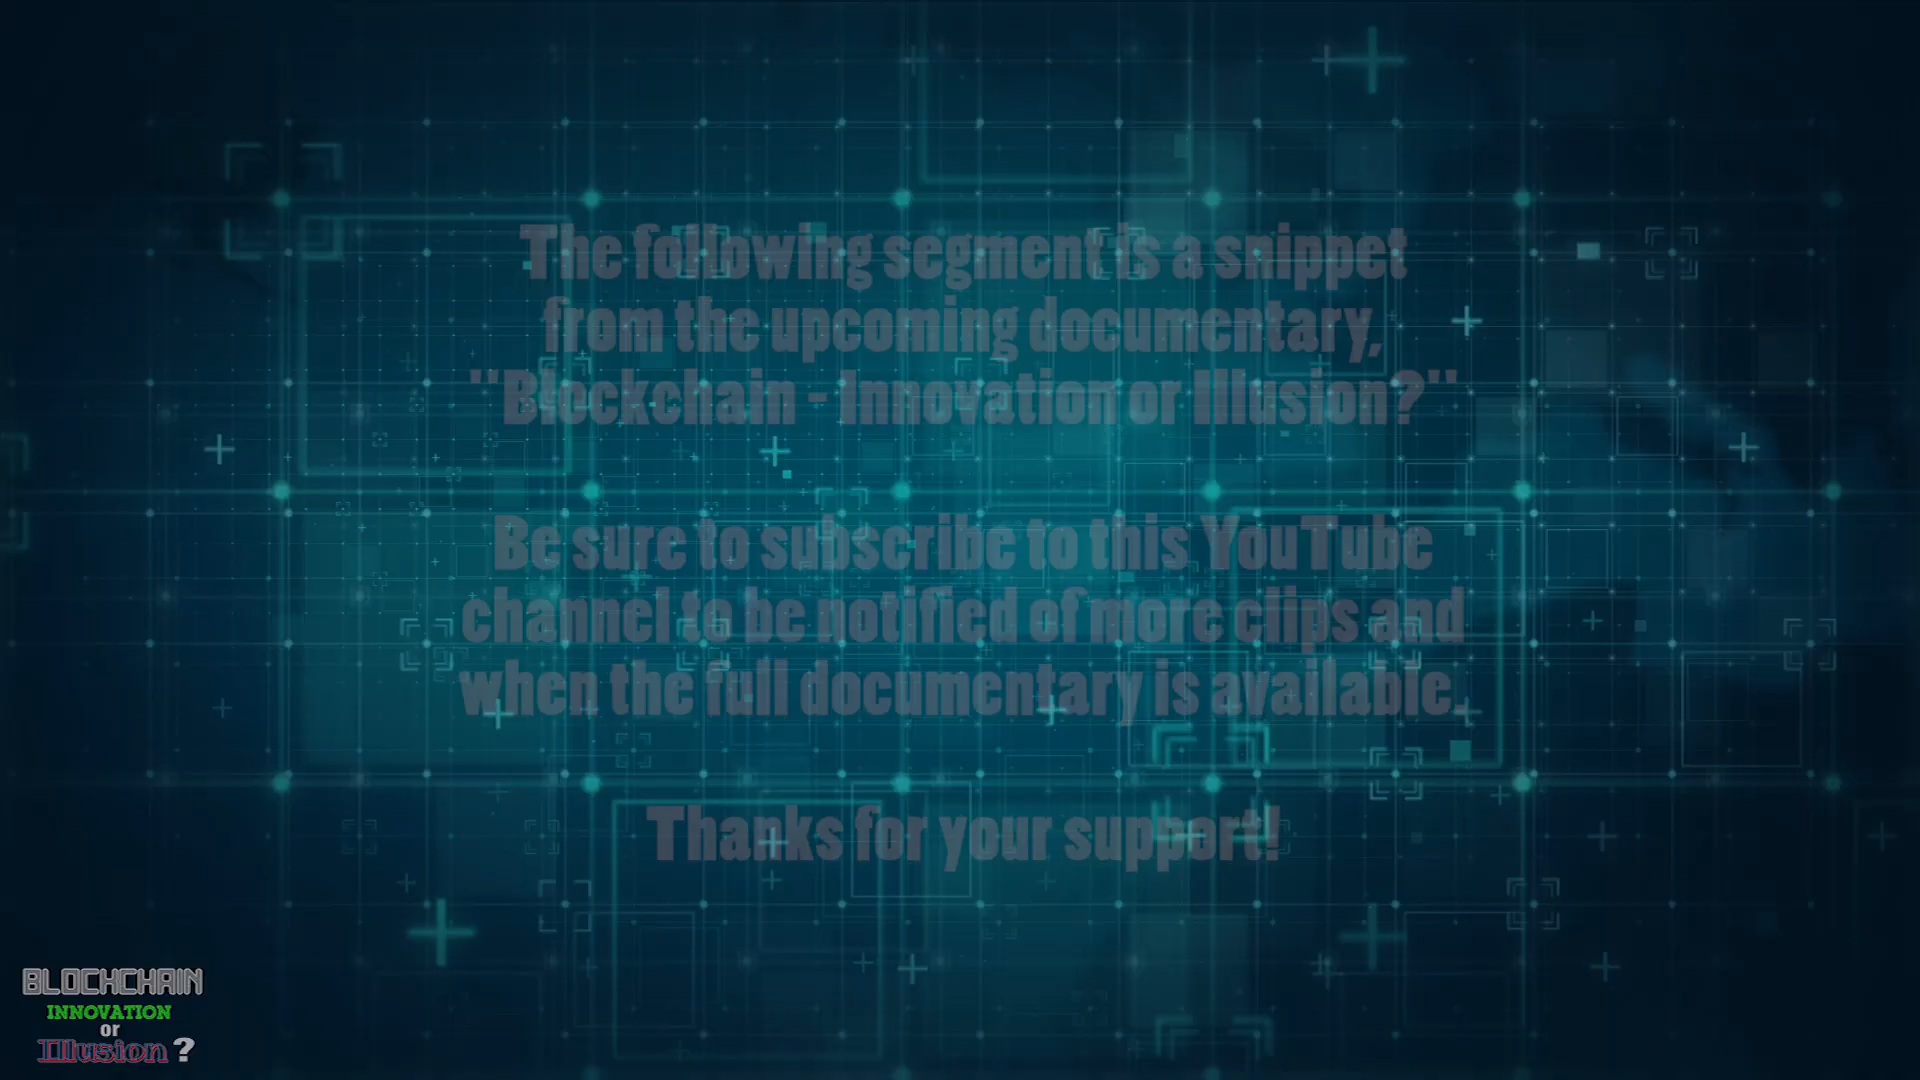 The following segment is a snippet
from the upcoming documentary,
"Blockchain - Innovation or Illusion?"
Be sure to subscribe to this YouTube
channel to be notified of more clips and
when the full documentary is available.
Thanks for your support!
BLOCKCHAIN
INNOVATION
or
Illusion ?